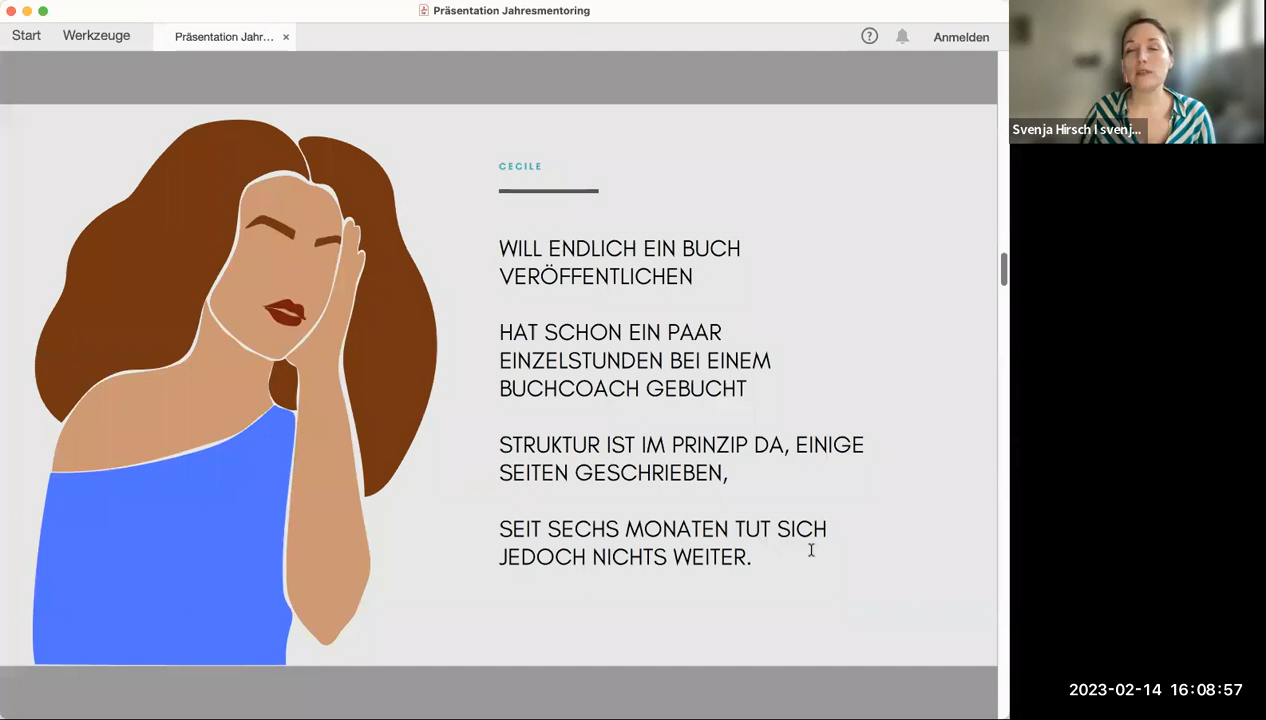 Präsentation Jahresmentoring
Start Werkzeuge Präsentation Jahr... × ? Anmelden
Svenja Hirsch I svenj...
CECILE
WILL ENDLICH EIN BUCH
VERÖFFENTLICHEN
HAT SCHON EIN PAAR
EINZELSTUNDEN BEI EINEM
BUCHCOACH GEBUCHT
STRUKTUR IST IM PRINZIP DA, EINIGE
SEITEN GESCHRIEBEN,
SEIT SECHS MONATEN TUT SICH
JEDOCH NICHTS WEITER.
2023-02-14 16:08:57